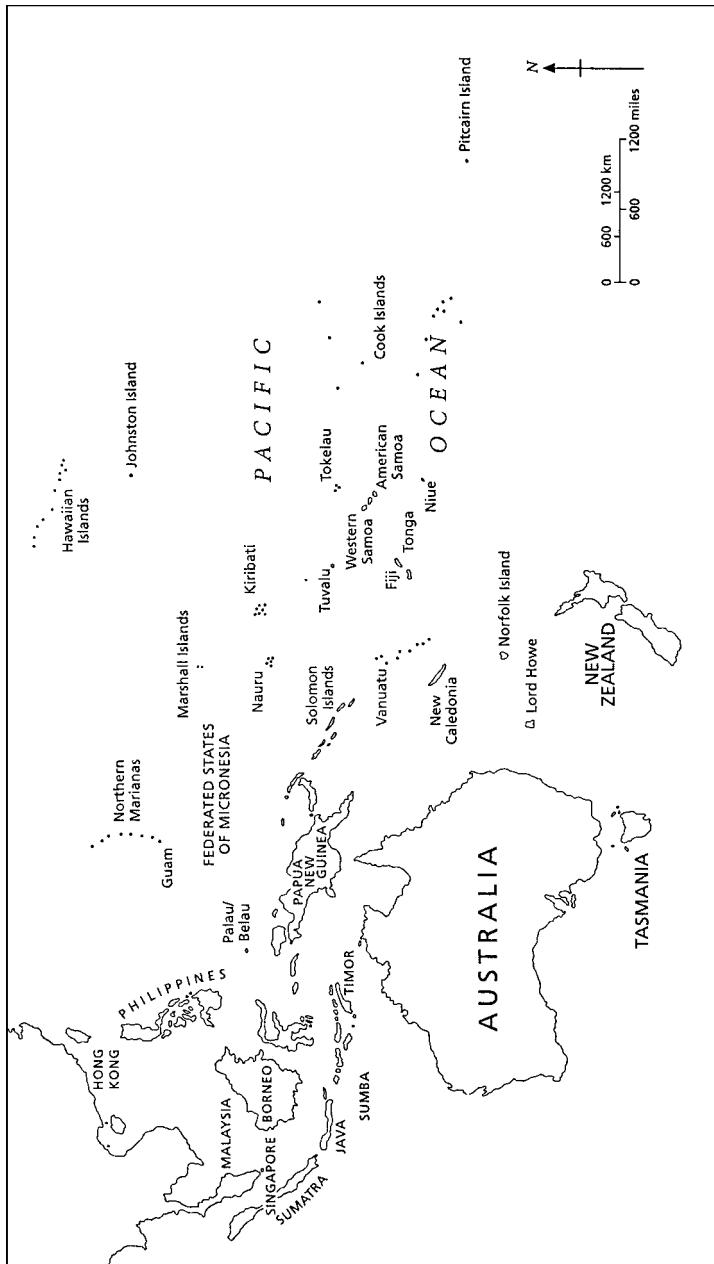 HONG
KONG
PHILIPPINES
MALAYSIA
SINGAPORE
BORNEO
SUMATRA
JAVA
SUMBA
TIMOR
Palau/
Belau
Guam
Northern
Marianas
FEDERATED STATES
OF MICRONESIA
PAPUA
NEW
GUINEA
AUSTRALIA
TASMANIA
Marshall Islands
Nauru
Kiribati
Solomon
Islands
Tuvalu
Vanuatu
New
Caledonia
Fiji
Tonga
Western
Samoa
American
Samoa
Tokelau
Niue
Norfolk Island
Lord Howe
NEW
ZEALAND
Hawaiian
Islands
Johnston Island
PACIFIC
OCEAN
Cook Islands
Pitcairn Island
N
0 600 1200 km
0 600 1200 miles